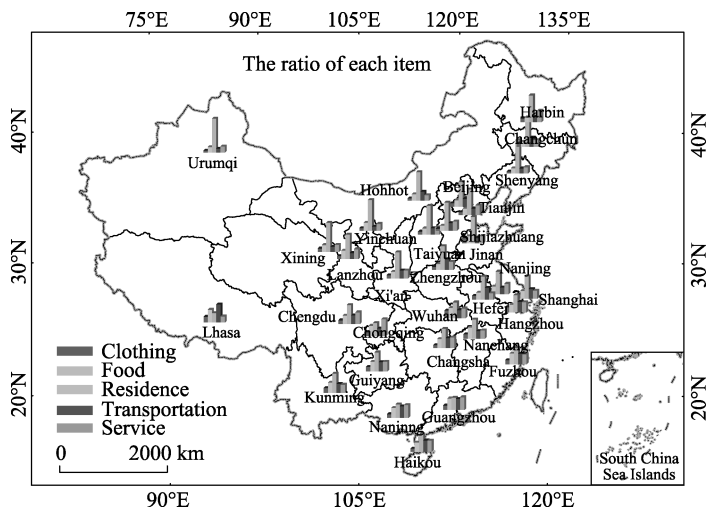 75°E 90°E 105°E 120°E 135°E
The ratio of each item
40°N
30°N
20°N
40°N
30°N
20°N
Harbin
Changchun
Urumqi
Shenyang
Hohhot
Beijing
Tianjin
Yinchuan
Shijiazhuang
Xining
Taiyuan
Jinan
Lanzhou
Zhengzhou
Nanjing
Xi'an
Shanghai
Hefei
Chengdu
Wuhan
Hangzhou
Lhasa
Chongqing
Nanchang
Changsha
Fuzhou
Guiyang
Kunming
Guangzhou
Nanning
Haikou
Clothing
Food
Residence
Transportation
Service
0 2000 km
South China
Sea Islands
90°E 105°E 120°E